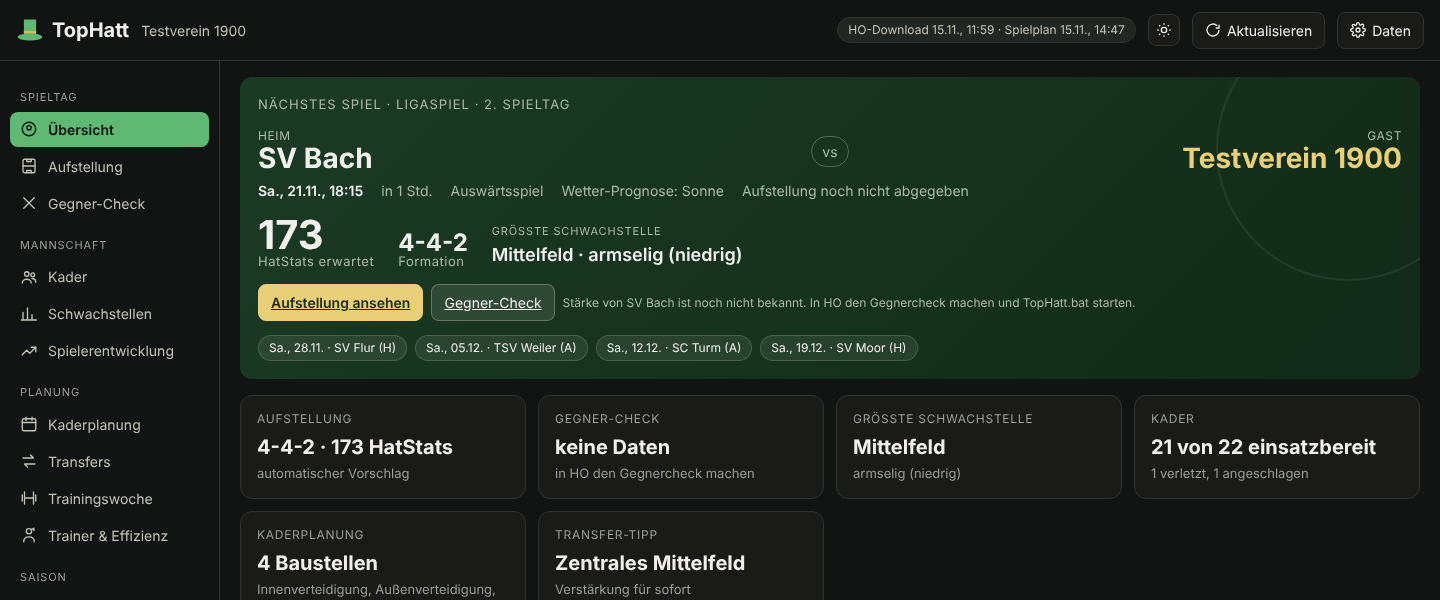 TopHatt Testverein 1900
HO-Download 15.11., 11:59 · Spielplan 15.11., 14:47
Aktualisieren
Daten
SPIELTAG
Übersicht
Aufstellung
Gegner-Check
MANNSCHAFT
Kader
Schwachstellen
Spielerentwicklung
PLANUNG
Kaderplanung
Transfers
Trainingswoche
Trainer & Effizienz
SAISON
NÄCHSTES SPIEL · LIGASPIEL · 2. SPIELTAG
HEIM
SV Bach
vs
GAST
Testverein 1900
Sa., 21.11., 18:15 in 1 Std. Auswärtsspiel Wetter-Prognose: Sonne Aufstellung noch nicht abgegeben
173
HatStats erwartet
4-4-2
Formation
GRÖSSTE SCHWACHSTELLE
Mittelfeld · armselig (niedrig)
Aufstellung ansehen
Gegner-Check
Stärke von SV Bach ist noch nicht bekannt. In HO den Gegnercheck machen und TopHatt.bat starten.
Sa., 28.11. · SV Flur (H)
Sa., 05.12. · TSV Weiler (A)
Sa., 12.12. · SC Turm (A)
Sa., 19.12. · SV Moor (H)
AUFSTELLUNG
4-4-2 · 173 HatStats
automatischer Vorschlag
GEGNER-CHECK
keine Daten
in HO den Gegnercheck machen
GRÖSSTE SCHWACHSTELLE
Mittelfeld
armselig (niedrig)
KADER
21 von 22 einsatzbereit
1 verletzt, 1 angeschlagen
KADERPLANUNG
4 Baustellen
Innenverteidigung, Außenverteidigung,
TRANSFER-TIPP
Zentrales Mittelfeld
Verstärkung für sofort